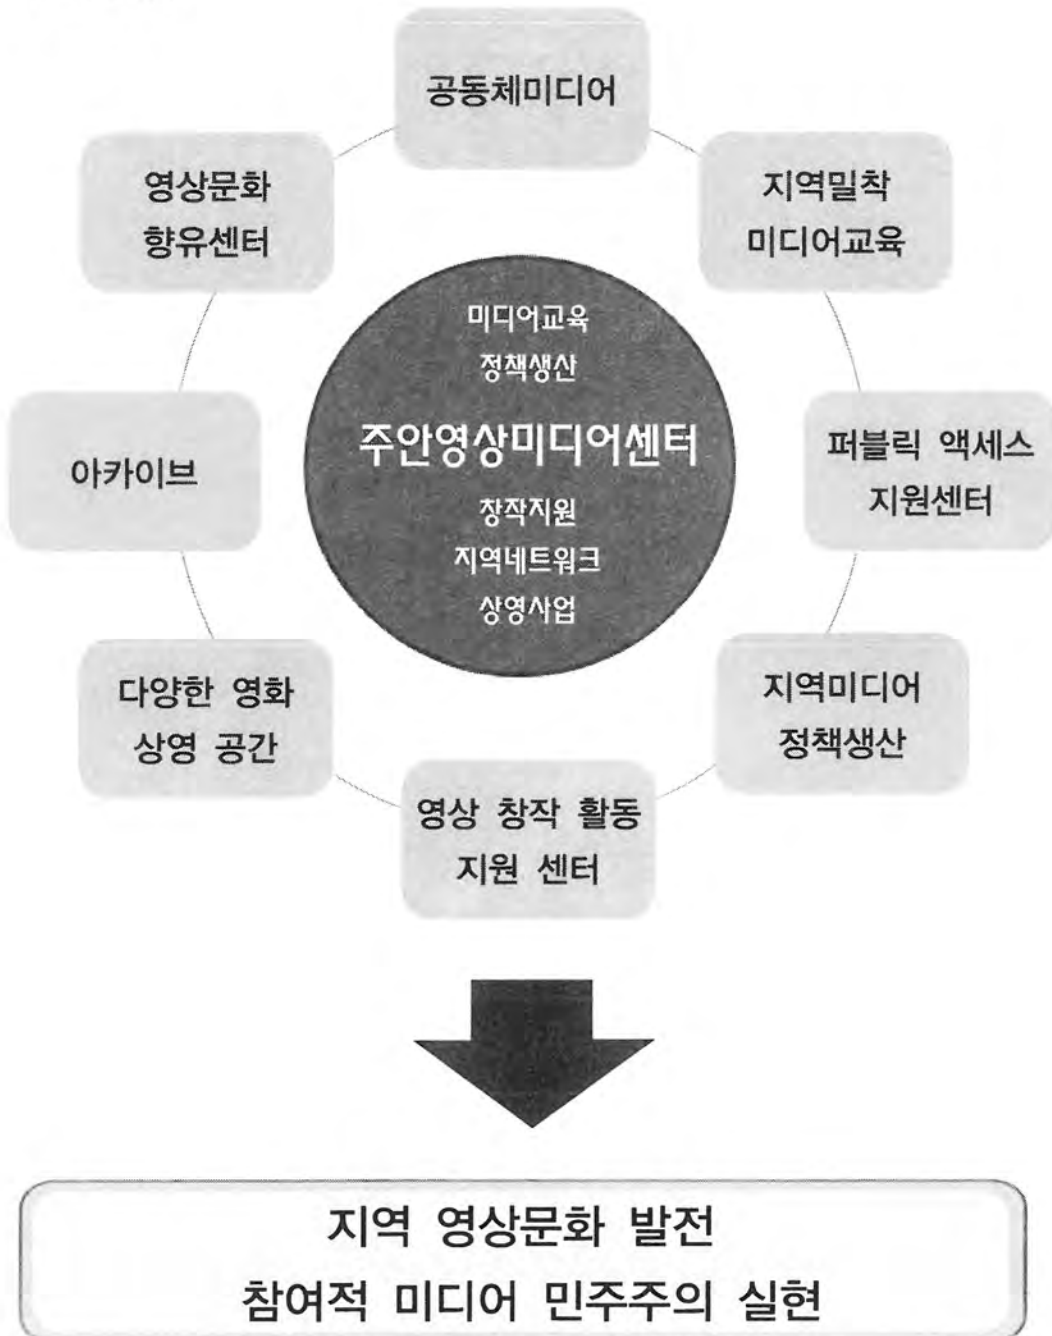 공동체미디어
지역밀착
미디어교육
퍼블릭 액세스
지원센터
지역미디어
정책생산
영상 창작 활동
지원 센터
다양한 영화
상영 공간
아카이브
영상문화
향유센터
미디어교육
정책생산
주안영상미디어센터
창작지원
지역네트워크
상영사업
지역 영상문화 발전
참여적 미디어 민주주의 실현